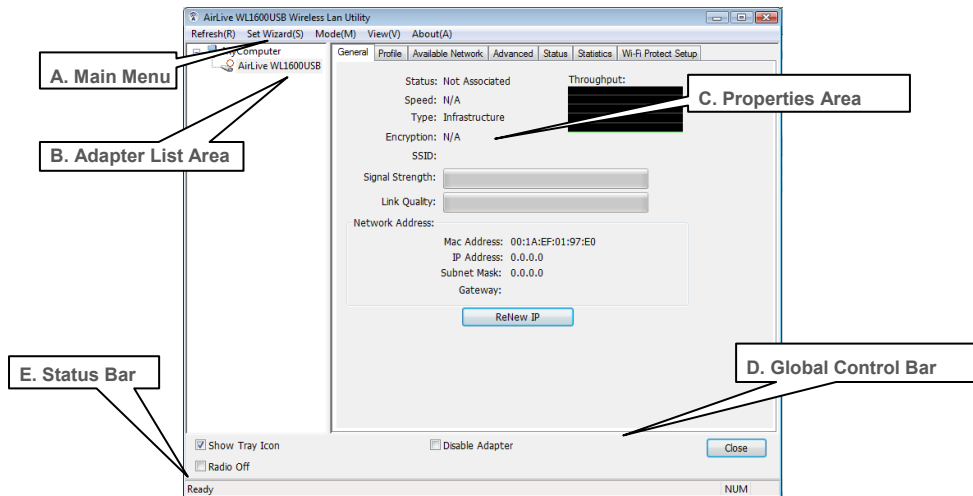 AirLive WL1600USB Wireless Lan Utility
Refresh(R) Set Wizard(S) Mode(M) View(V) About(A)
MyComputer
AirLive WL1600USB
General Profile Available Network Advanced Status Statistics Wi-Fi Protect Setup
A. Main Menu
B. Adapter List Area
C. Properties Area
Status: Not Associated
Throughput:
Speed: N/A
Type: Infrastructure
Encryption: N/A
SSID:
Signal Strength:
Link Quality:
Network Address:
Mac Address: 00:1A:EF:01:97:E0
IP Address: 0.0.0.0
Subnet Mask: 0.0.0.0
Gateway:
ReNew IP
D. Global Control Bar
E. Status Bar
Show Tray Icon
Disable Adapter
Close
Radio Off
Ready
NUM